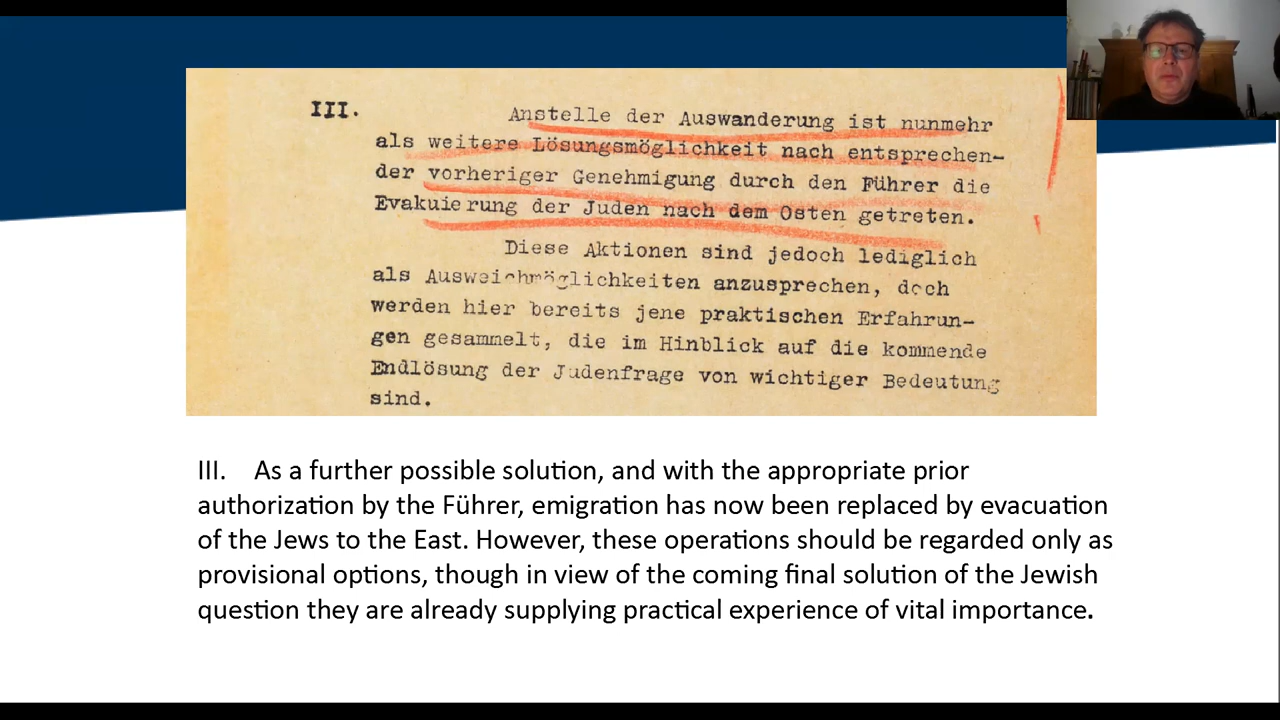 III. Anstelle der Auswanderung ist nunmehr
als weitere Lösungsmöglichkeit nach entsprechen-
der vorheriger Genehmigung durch den Führer die
Evakuierung der Juden nach dem Osten getreten.
Diese Aktionen sind jedoch lediglich
als Ausweichmöglichkeiten anzusprechen, doch
werden hier bereits jene praktischen Erfahrun-
gen gesammelt, die im Hinblick auf die kommende
Endlösung der Judenfrage von wichtiger Bedeutung
sind.
III. As a further possible solution, and with the appropriate prior
authorization by the Führer, emigration has now been replaced by evacuation
of the Jews to the East. However, these operations should be regarded only as
provisional options, though in view of the coming final solution of the Jewish
question they are already supplying practical experience of vital importance.